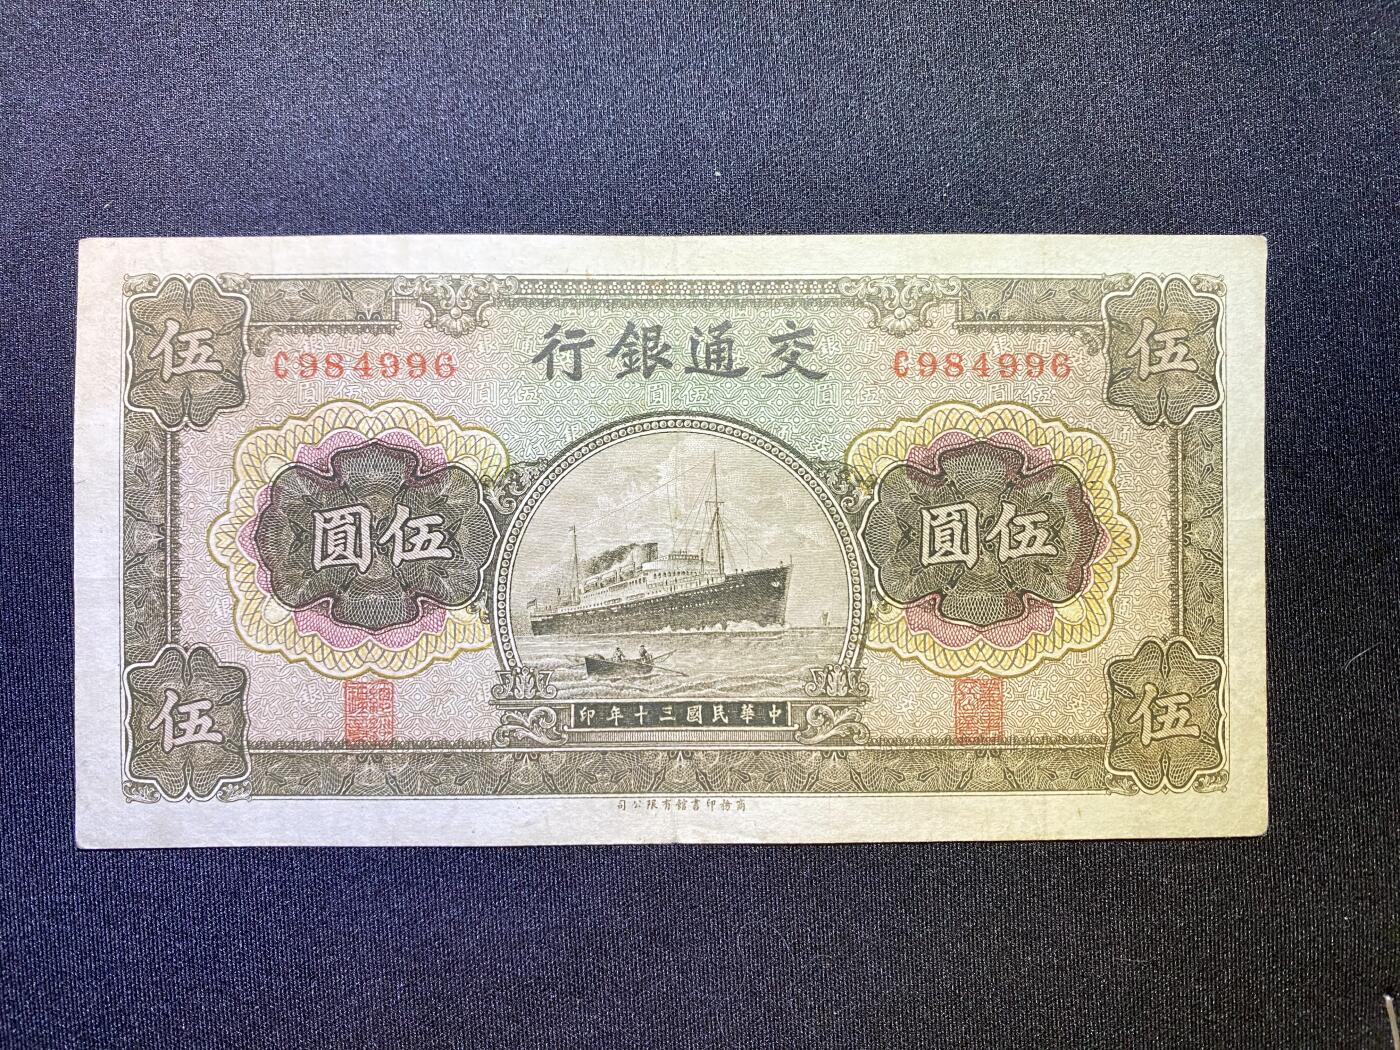 交通銀行
伍 伍
C984996 C984996
伍圓 伍圓
中華民國三十年印
伍 伍
商務印書館有限公司